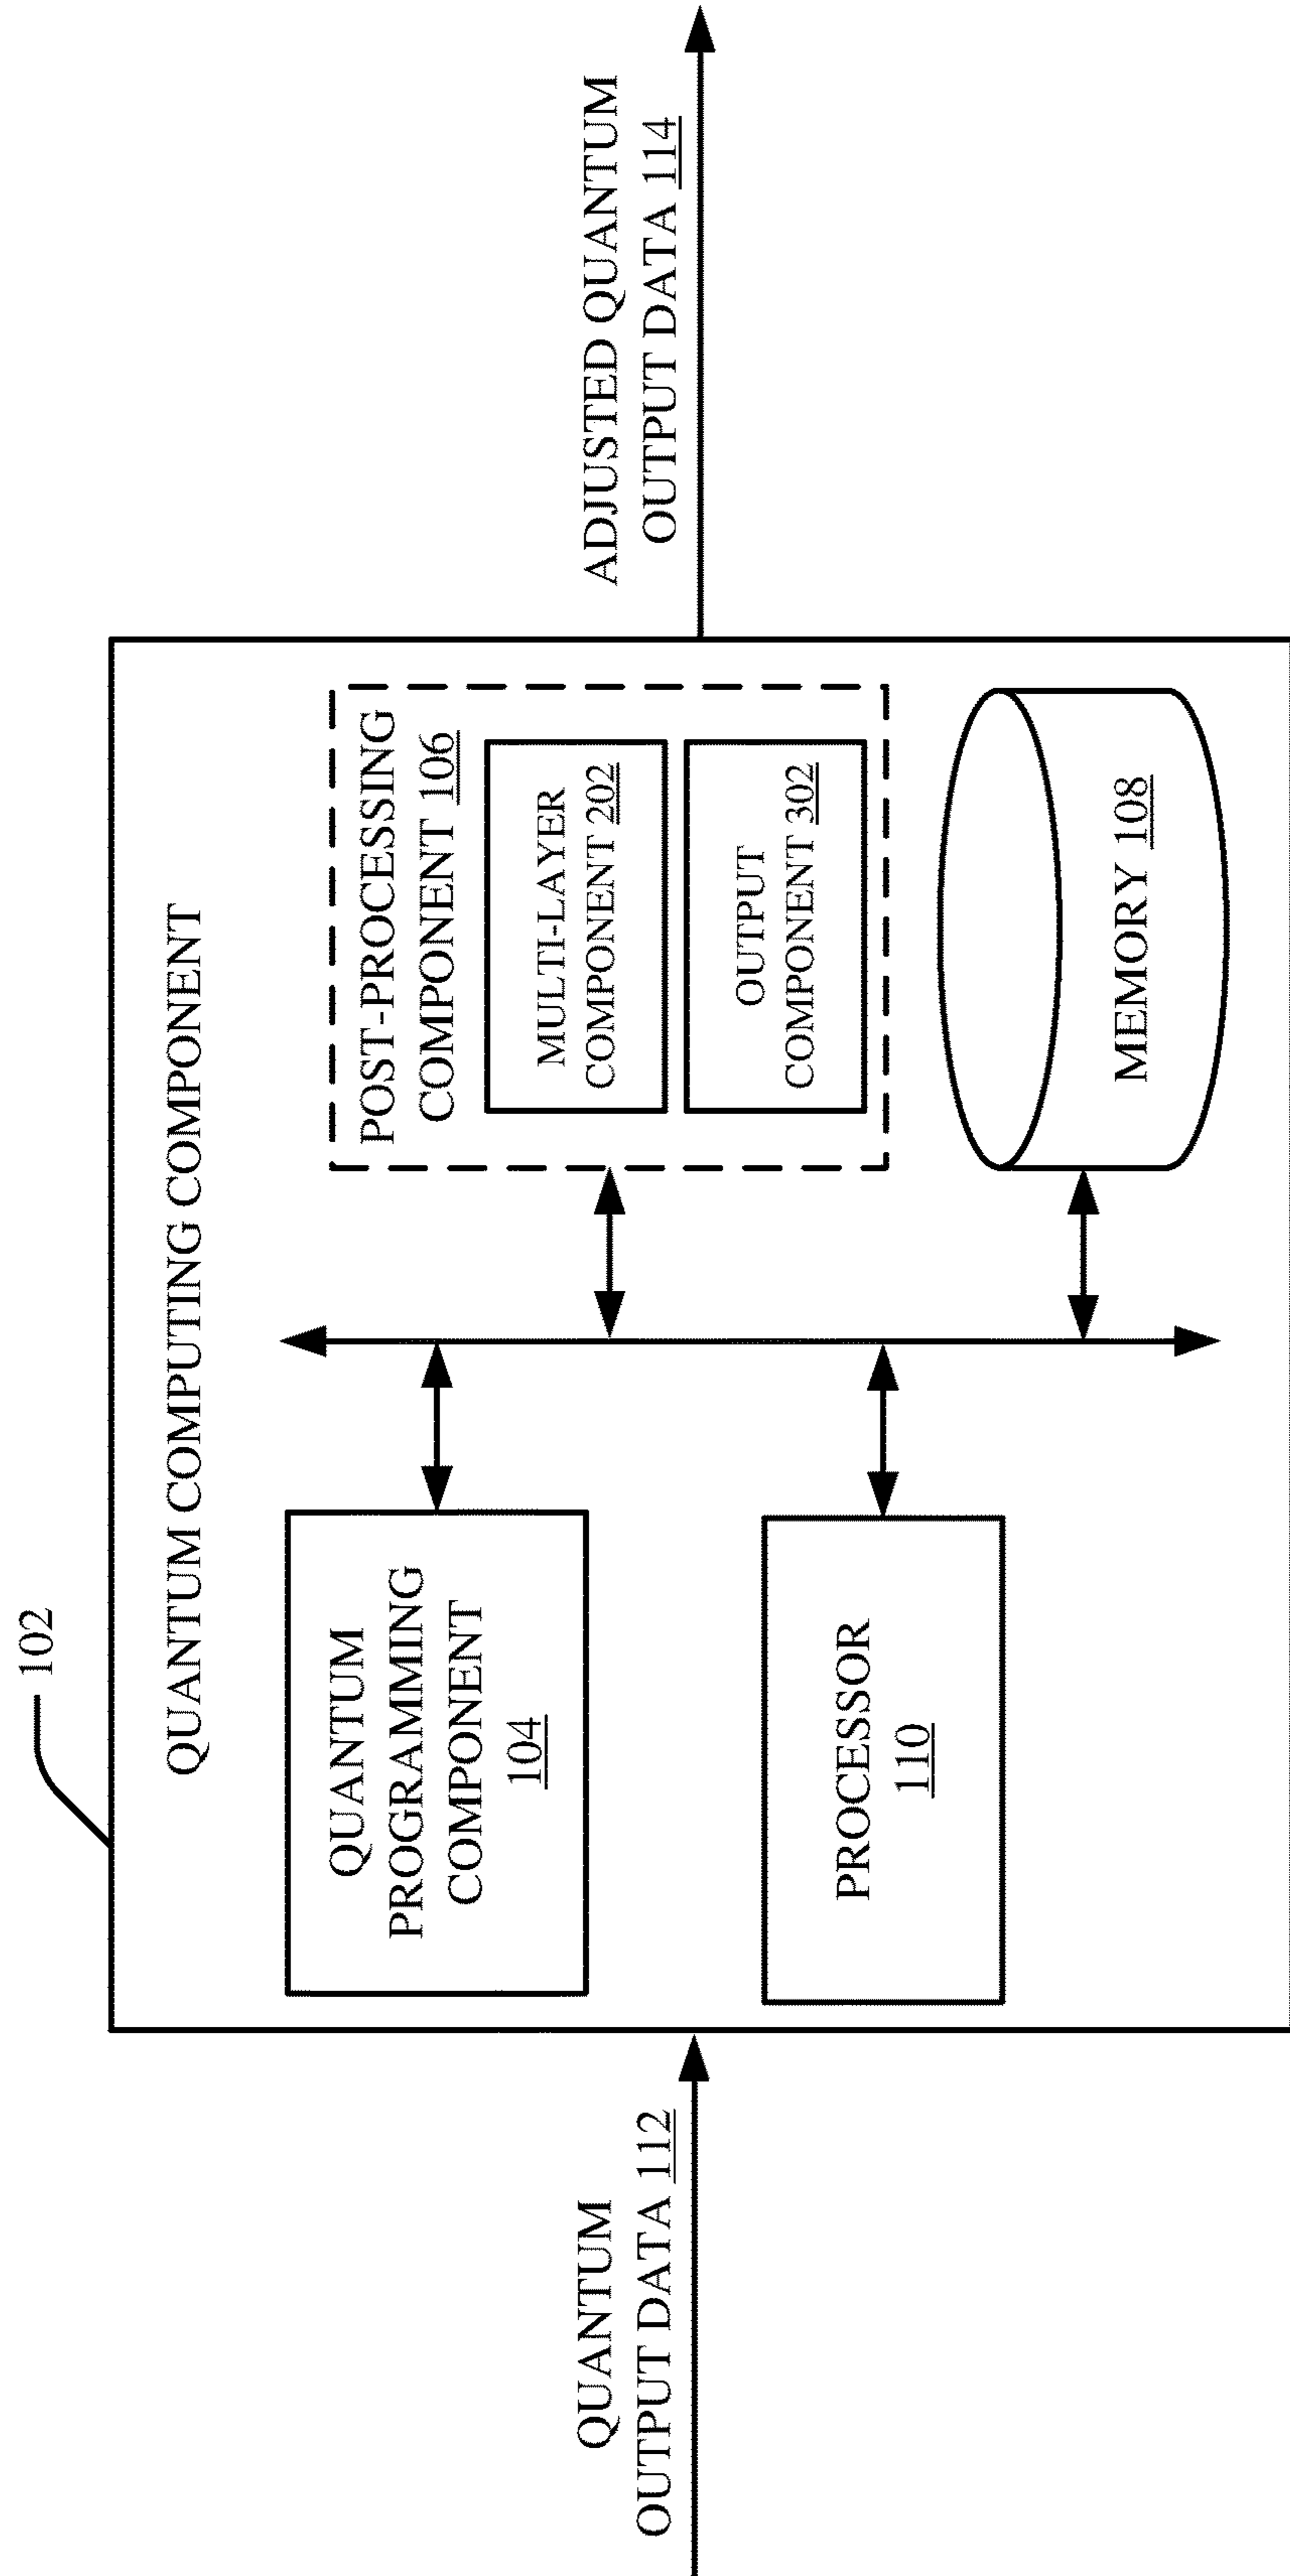 102
QUANTUM COMPUTING COMPONENT
QUANTUM
OUTPUT DATA 112
QUANTUM
PROGRAMMING
COMPONENT
104
PROCESSOR
110
POST-PROCESSING
COMPONENT 106
MULTI-LAYER
COMPONENT 202
OUTPUT
COMPONENT 302
MEMORY 108
ADJUSTED QUANTUM
OUTPUT DATA 114